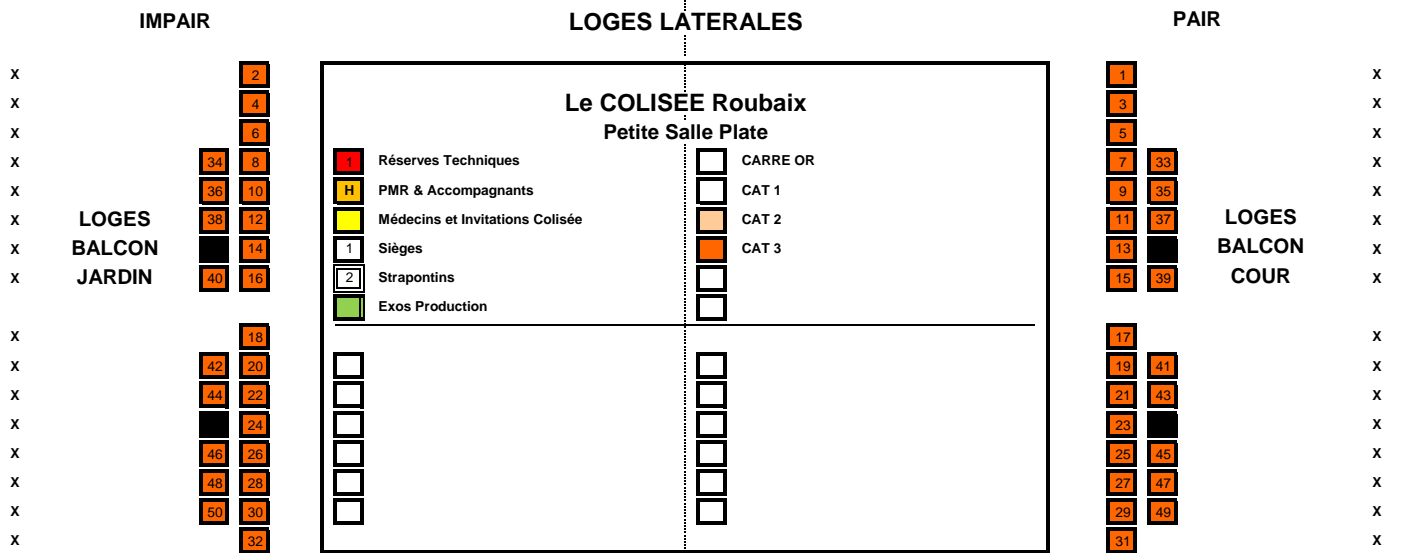 IMPAIR LOGES LATERALES PAIR
X 2 1 X
X 4 Le COLISEE Roubaix 3 X
X 6 Petite Salle Plate 5 X
X 34 8 1 Réserves Techniques CARRE OR 7 33 X
X 36 10 H PMR & Accompagnants CAT 1 9 35 X
X LOGES 38 12 Médecins et Invitations Colisée CAT 2 11 37 LOGES X
X BALCON 14 1 Sièges CAT 3 13 BALCON X
X JARDIN 40 16 2 Strapontins 15 39 COUR X
Exos Production
X 18 17 X
X 42 20 19 41 X
X 44 22 21 43 X
X 24 23 X
X 46 26 25 45 X
X 48 28 27 47 X
X 50 30 29 49 X
X 32 31 X